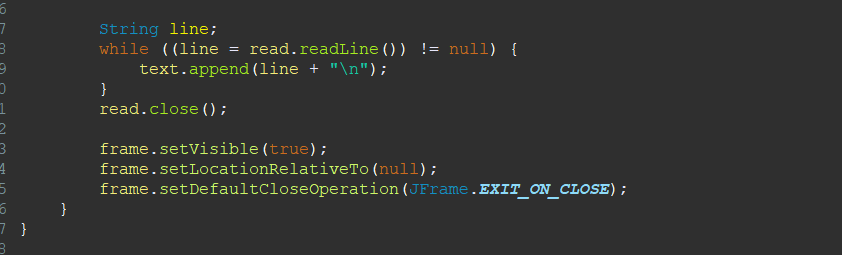 6
7 String line;
8 while ((line = read.readLine()) != null) {
9 text.append(line + "\n");
0 }
1 read.close();
2
3 frame.setVisible(true);
4 frame.setLocationRelativeTo(null);
5 frame.setDefaultCloseOperation(JFrame.EXIT_ON_CLOSE);
6 }
7 }
8